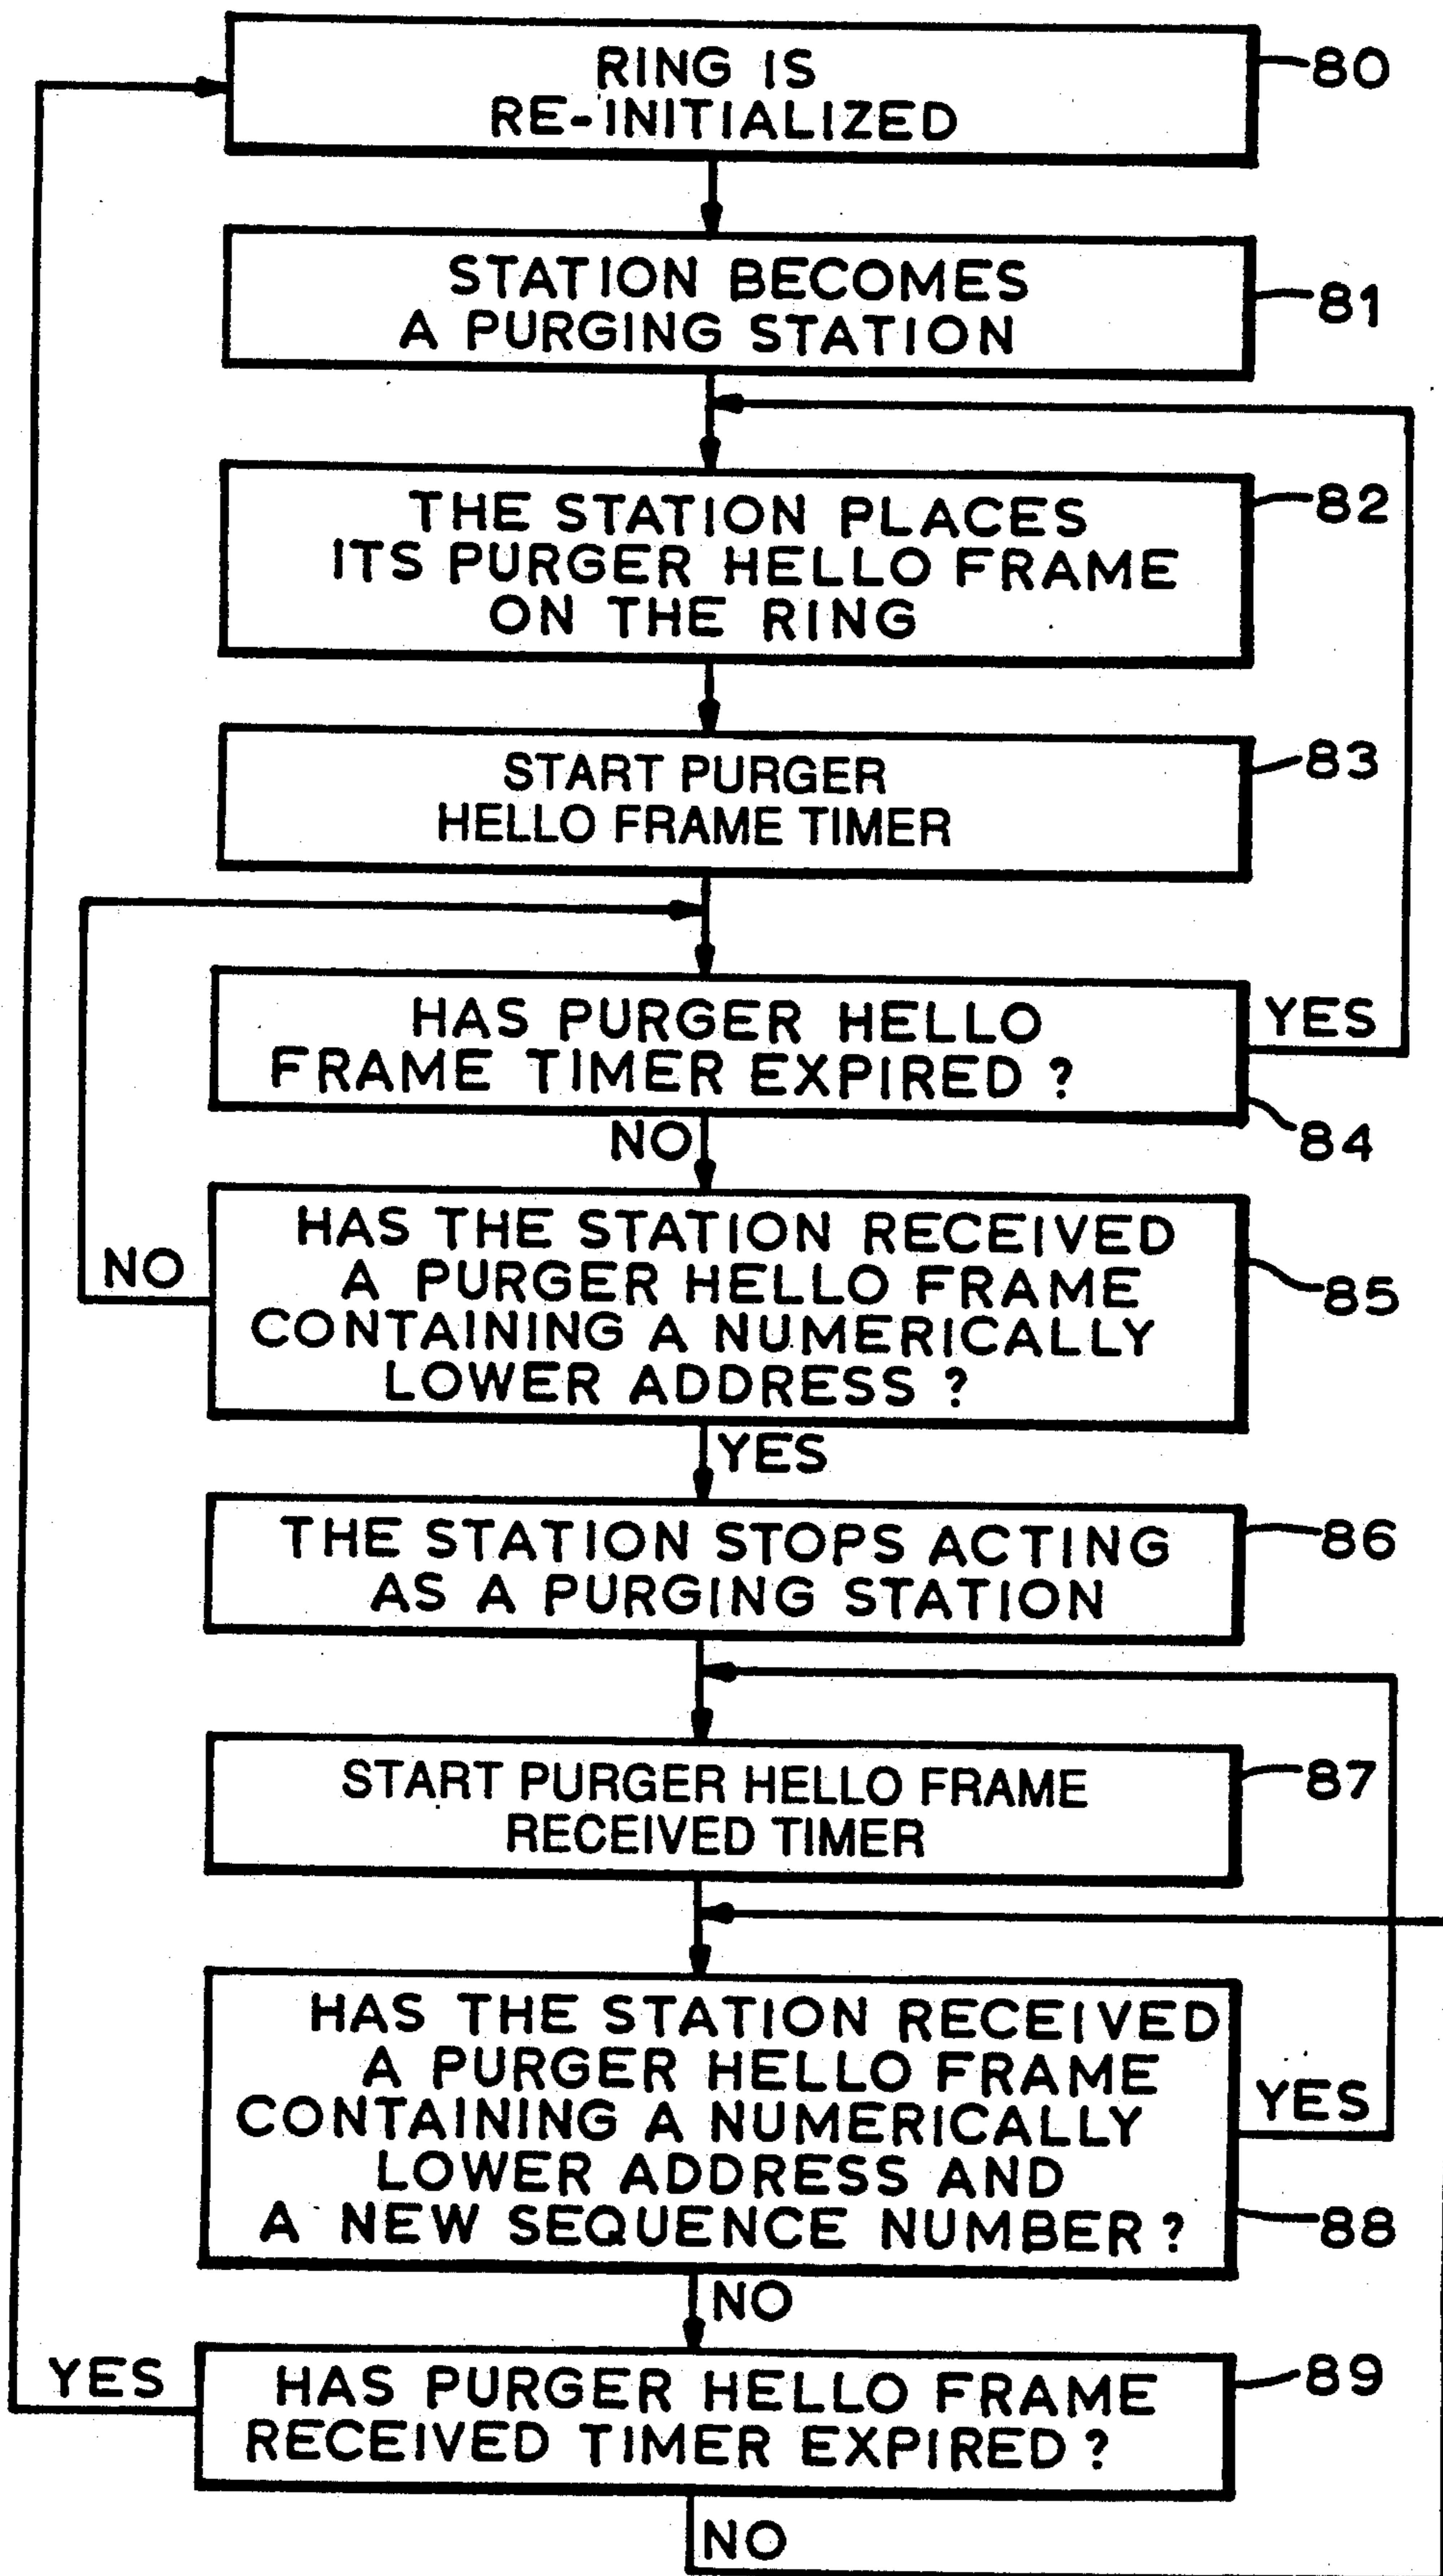 RING IS
RE-INITIALIZED
80
STATION BECOMES
A PURGING STATION
81
THE STATION PLACES
ITS PURGER HELLO FRAME
ON THE RING
82
START PURGER
HELLO FRAME TIMER
83
HAS PURGER HELLO
FRAME TIMER EXPIRED ?
YES
84
NO
HAS THE STATION RECEIVED
A PURGER HELLO FRAME
CONTAINING A NUMERICALLY
LOWER ADDRESS ?
NO
85
YES
THE STATION STOPS ACTING
AS A PURGING STATION
86
START PURGER HELLO FRAME
RECEIVED TIMER
87
HAS THE STATION RECEIVED
A PURGER HELLO FRAME
CONTAINING A NUMERICALLY
LOWER ADDRESS AND
A NEW SEQUENCE NUMBER ?
YES
88
NO
HAS PURGER HELLO FRAME
RECEIVED TIMER EXPIRED ?
YES
89
NO